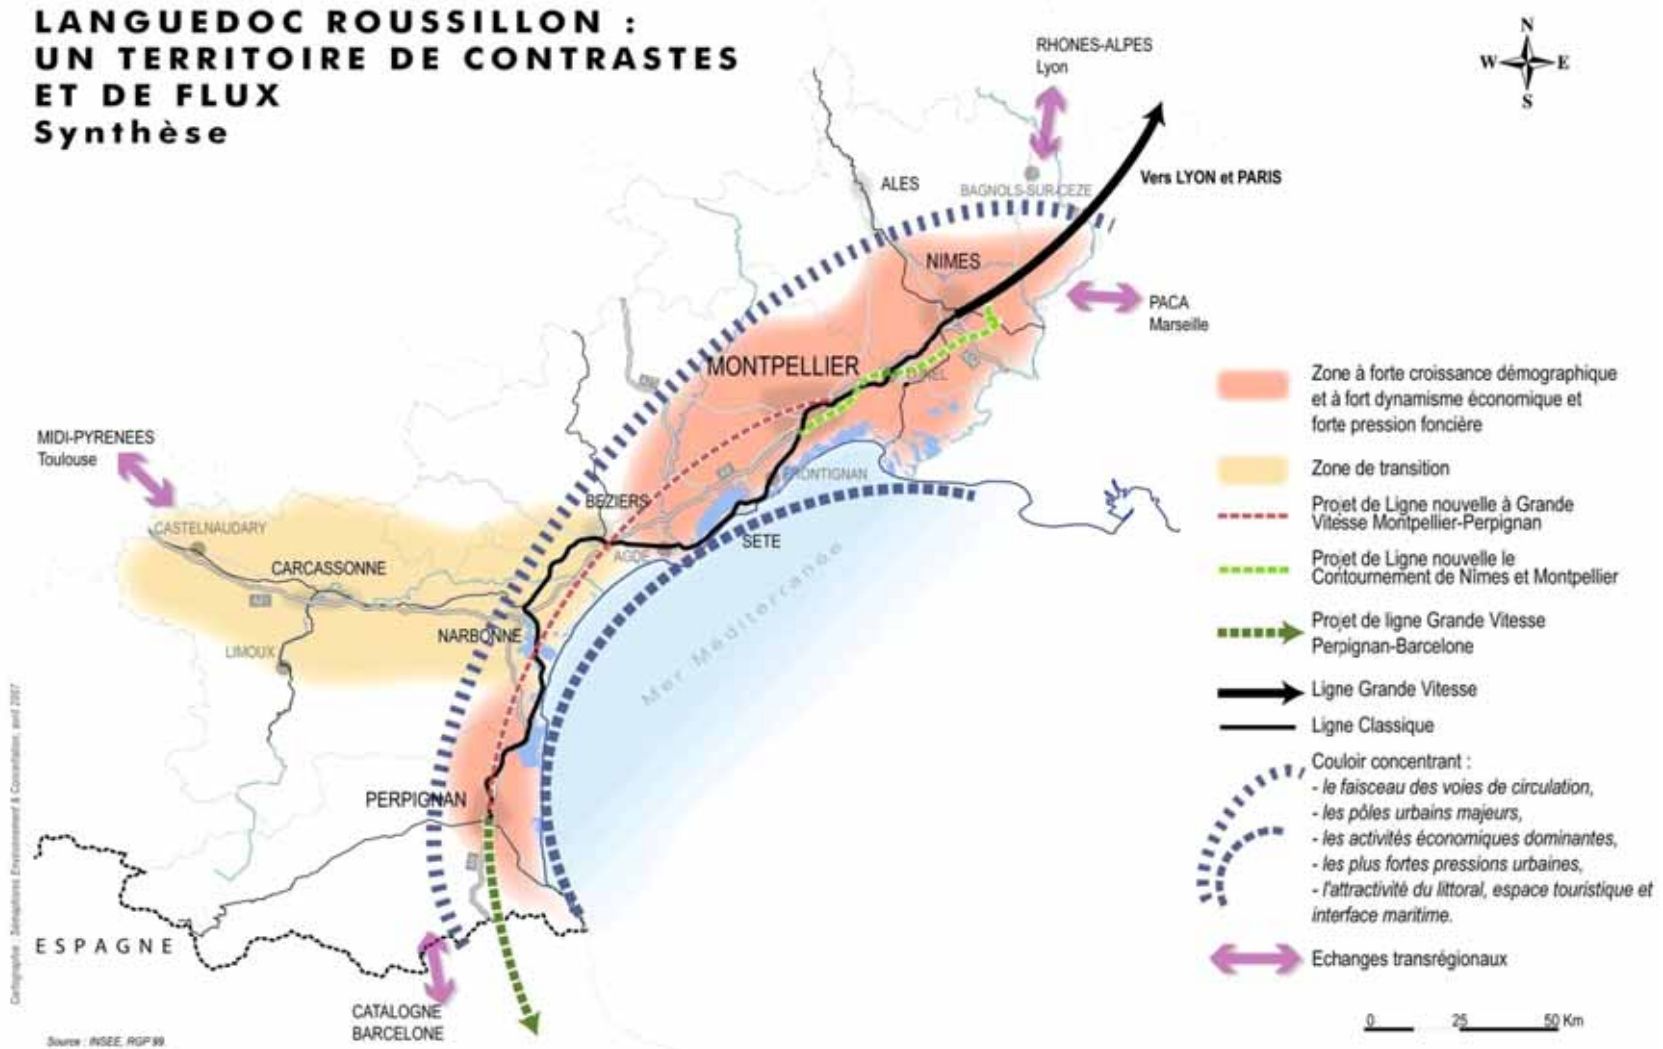 LANGUEDOC ROUSSILLON :
UN TERRITOIRE DE CONTRASTES
ET DE FLUX
Synthèse
N
W
E
S
RHONES-ALPES
Lyon
Vers LYON et PARIS
ALES
BAGNOLS-SUR-CEZE
NIMES
PACA
Marseille
MONTPELLIER
MIDI-PYRENEES
Toulouse
FRONTIGNAN
BEZIERS
SETE
AGDE
CASTELNAUDARY
CARCASSONNE
NARBONNE
LIMOUX
Mer Méditerranée
PERPIGNAN
ESPAGNE
CATALOGNE
BARCELONE
Zone à forte croissance démographique
et à fort dynamisme économique et
forte pression foncière
Zone de transition
Projet de Ligne nouvelle à Grande
Vitesse Montpellier-Perpignan
Projet de Ligne nouvelle le
Contournement de Nîmes et Montpellier
Projet de ligne Grande Vitesse
Perpignan-Barcelone
Ligne Grande Vitesse
Ligne Classique
Couloir concentrant :
- le faisceau des voies de circulation,
- les pôles urbains majeurs,
- les activités économiques dominantes,
- les plus fortes pressions urbaines,
- l'attractivité du littoral, espace touristique et
interface maritime.
Echanges transrégionaux
0 25 50 Km
Source : INSEE, RGP 99.